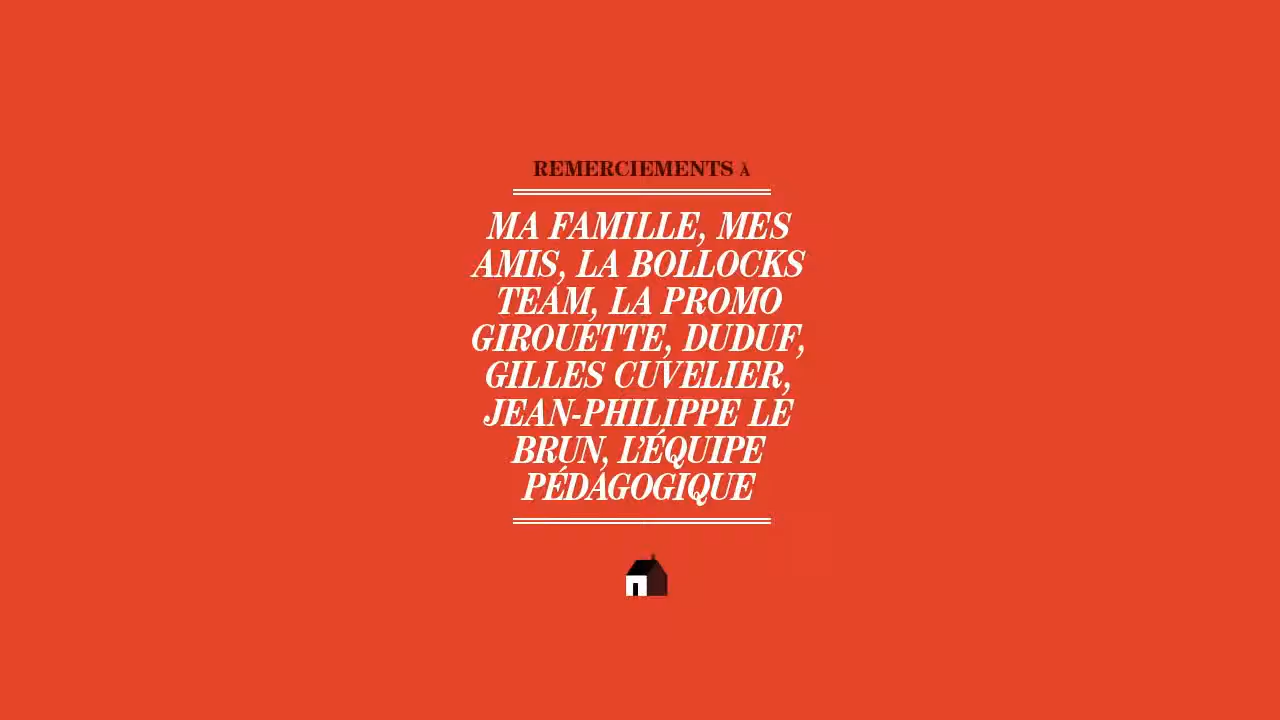 REMERCIEMENTS À
MA FAMILLE, MES
AMIS, LA BOLLOCKS
TEAM, LA PROMO
GIROUETTE, DUDUF,
GILLES CUVELIER,
JEAN-PHILIPPE LE
BRUN, L’ÉQUIPE
PÉDAGOGIQUE